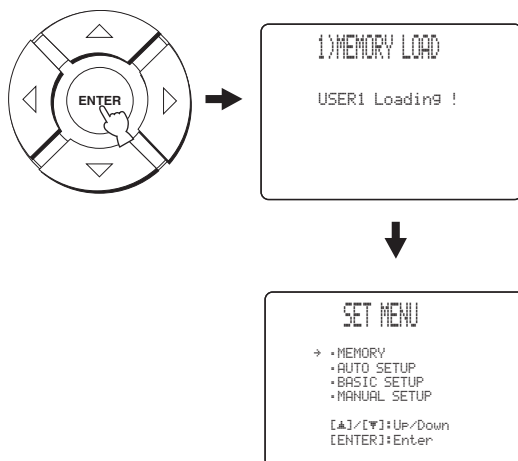 ENTER
1)MEMORY LOAD
USER1 Loading !
SET MENU
→ •MEMORY
•AUTO SETUP
•BASIC SETUP
•MANUAL SETUP
[▲]/[▼]:Up/Down
[ENTER]:Enter